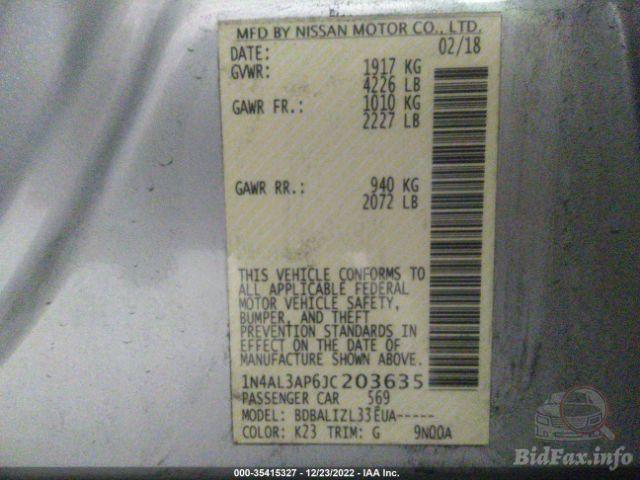 MFD BY NISSAN MOTOR CO., LTD.
DATE: 02/18
GVWR: 1917 KG
4226 LB
GAWR FR.: 1010 KG
2227 LB
GAWR RR.: 940 KG
2072 LB
THIS VEHICLE CONFORMS TO
ALL APPLICABLE FEDERAL
MOTOR VEHICLE SAFETY,
BUMPER, AND THEFT
PREVENTION STANDARDS IN
EFFECT ON THE DATE OF
MANUFACTURE SHOWN ABOVE.
1N4AL3AP6JC203635
PASSENGER CAR 569
MODEL: BDBALIZL33EUA-----
COLOR: K23 TRIM: G 9N00A
BidFax.info
000-35415327 - 12/23/2022 - IAA Inc.